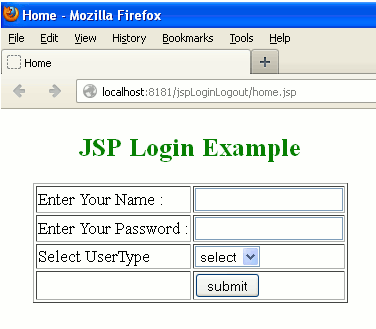 Home - Mozilla Firefox
File Edit View History Bookmarks Tools Help
Home +
localhost:8181/jspLoginLogout/home.jsp
JSP Login Example
Enter Your Name :
Enter Your Password :
Select UserType select
submit